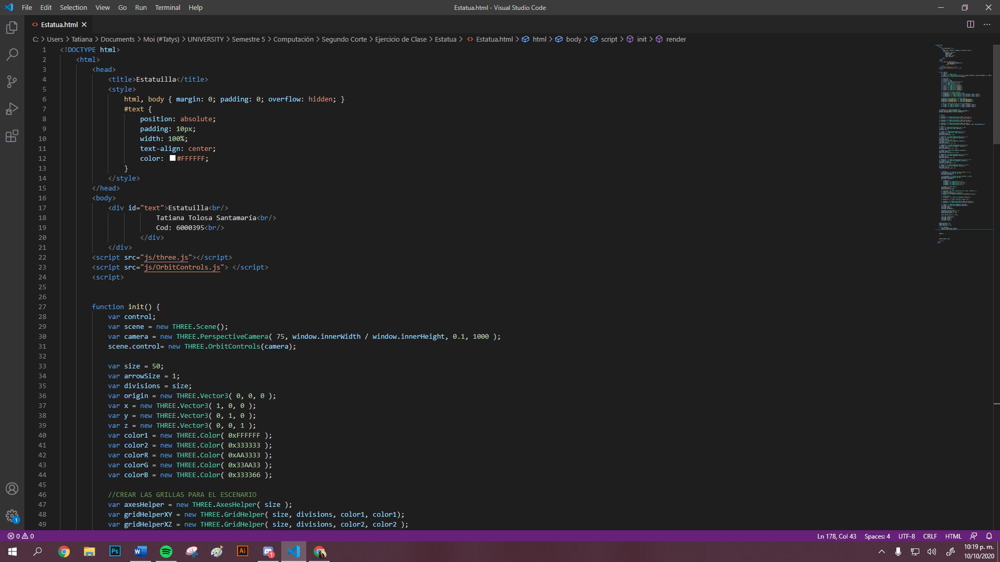 File Edit Selection View Go Run Terminal Help
Estatua.html - Visual Studio Code
Estatua.html
C: > Users > Tatiana > Documents > Moi (#Tatys) > UNIVERSITY > Semestre 5 > Computación > Segundo Corte > Ejercicio de Clase > Estatua > Estatua.html > html > body > script > init > render
1 <!DOCTYPE html>
2 <html>
3 <head>
4 <title>Estatuilla</title>
5 <style>
6 html, body { margin: 0; padding: 0; overflow: hidden; }
7 #text {
8 position: absolute;
9 padding: 10px;
10 width: 100%;
11 text-align: center;
12 color: #FFFFFF;
13 }
14 </style>
15 </head>
16 <body>
17 <div id="text">Estatuilla<br/>
18 Tatiana Tolosa Santamaría<br/>
19 Cod: 6000395<br/>
20 </div>
21 </div>
22 <script src="js/three.js"></script>
23 <script src="js/OrbitControls.js"> </script>
24 <script>
25
26
27 function init() {
28 var control;
29 var scene = new THREE.Scene();
30 var camera = new THREE.PerspectiveCamera( 75, window.innerWidth / window.innerHeight, 0.1, 1000 );
31 scene.control= new THREE.OrbitControls(camera);
32
33 var size = 50;
34 var arrowSize = 1;
35 var divisions = size;
36 var origin = new THREE.Vector3( 0, 0, 0 );
37 var x = new THREE.Vector3( 1, 0, 0 );
38 var y = new THREE.Vector3( 0, 1, 0 );
39 var z = new THREE.Vector3( 0, 0, 1 );
40 var color1 = new THREE.Color( 0xFFFFFF );
41 var color2 = new THREE.Color( 0x333333 );
42 var colorR = new THREE.Color( 0xAA3333 );
43 var colorG = new THREE.Color( 0x33AA33 );
44 var colorB = new THREE.Color( 0x333366 );
45
46 //CREAR LAS GRILLAS PARA EL ESCENARIO
47 var axesHelper = new THREE.AxesHelper( size );
48 var gridHelperXY = new THREE.GridHelper( size, divisions, color1, color1);
49 var gridHelperXZ = new THREE.GridHelper( size, divisions, color2, color2 );
1
0 0
Ln 178, Col 43 Spaces: 4 UTF-8 CRLF HTML
Ps
W
Ai
1
10:19 p. m.
10/10/2020